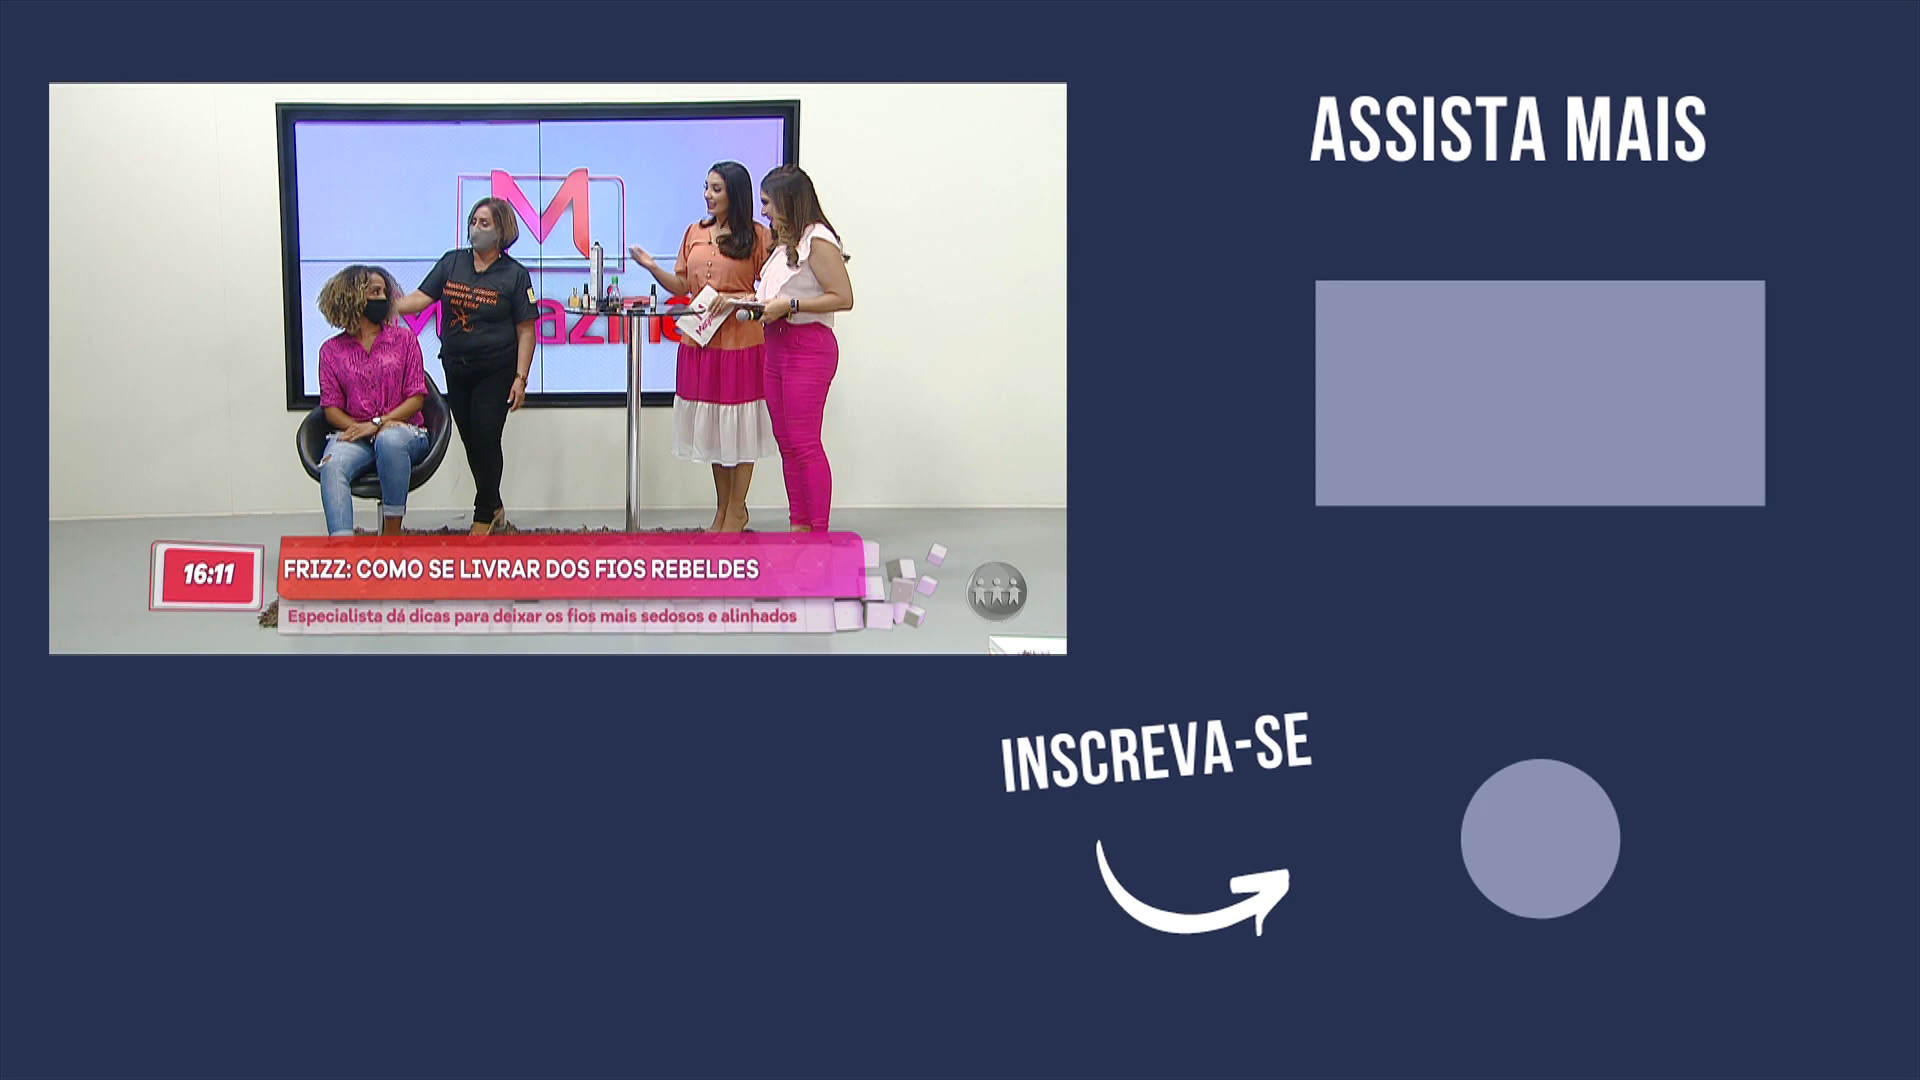 ASSISTA MAIS
M
16:11
FRIZZ: COMO SE LIVRAR DOS FIOS REBELDES
Especialista dá dicas para deixar os fios mais sedosos e alinhados
INSCREVA-SE